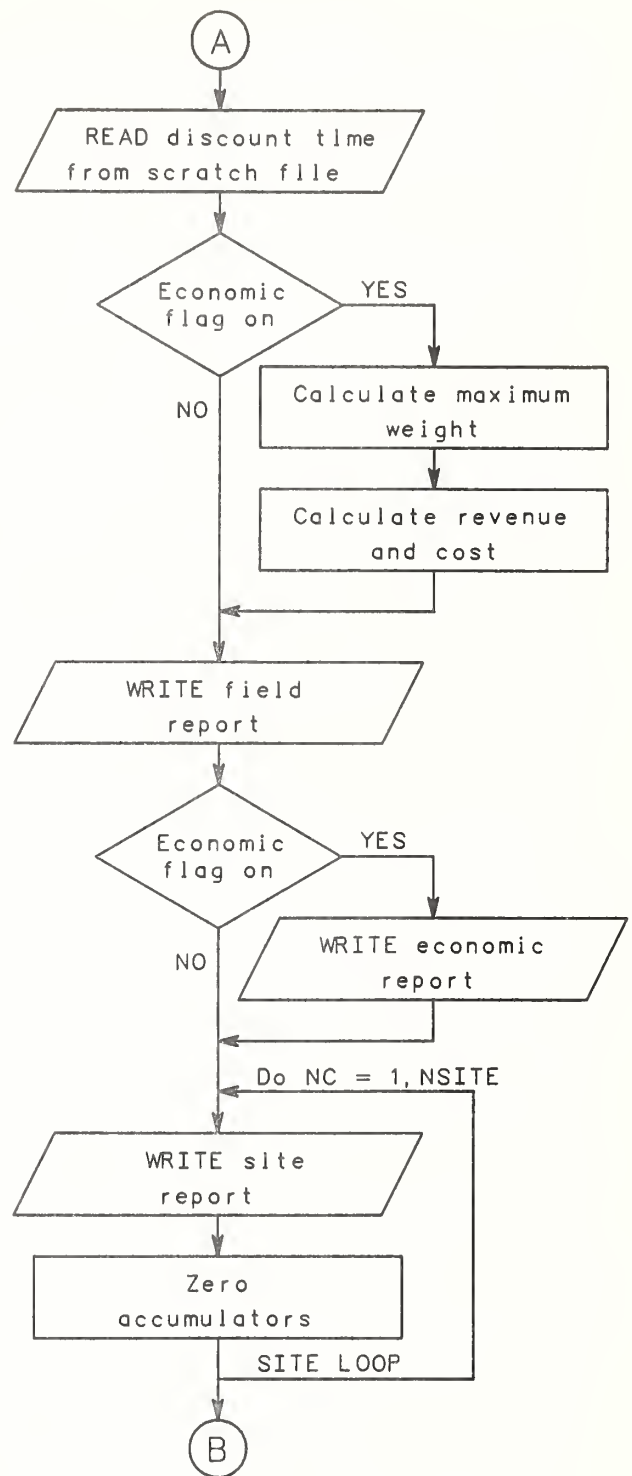 A
READ discount time
from scratch file
Economic
flag on
YES
NO
Calculate maximum
weight
Calculate revenue
and cost
WRITE field
report
Economic
flag on
YES
NO
WRITE economic
report
Do NC = 1, NSITE
WRITE site
report
Zero
accumulators
SITE LOOP
B